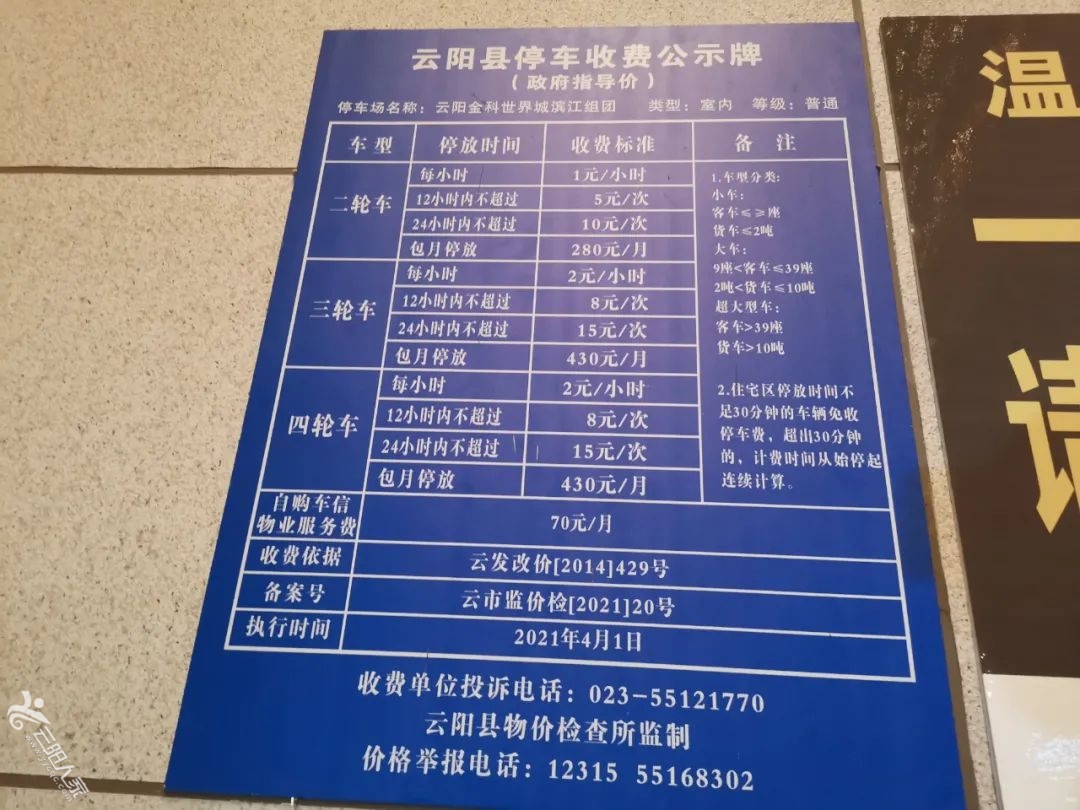 云阳县停车收费公示牌
（政府指导价）
停车场名称：云阳金科世界城滨江组团 类型：室内 等级：普通
车型 停放时间 收费标准 备注
二轮车
每小时 1元/小时
12小时内不超过 5元/次
24小时内不超过 10元/次
包月停放 280元/月
三轮车
每小时 2元/小时
12小时内不超过 8元/次
24小时内不超过 15元/次
包月停放 430元/月
四轮车
每小时 2元/小时
12小时内不超过 8元/次
24小时内不超过 15元/次
包月停放 430元/月
1.车型分类：
小车：
客车≤≥座
货车≤2吨
大车：
9座<客车≤39座
2吨<货车≤10吨
超大型车：
客车>39座
货车>10吨
2.住宅区停放时间不
足30分钟的车辆免收
停车费，超出30分钟
的，计费时间从始停起
连续计算。
自购车信
物业服务费 70元/月
收费依据 云发改价[2014]429号
备案号 云市监价检[2021]20号
执行时间 2021年4月1日
收费单位投诉电话：023-55121770
云阳县物价检查所监制
价格举报电话：12315 55168302
温
一
请
云阳人家